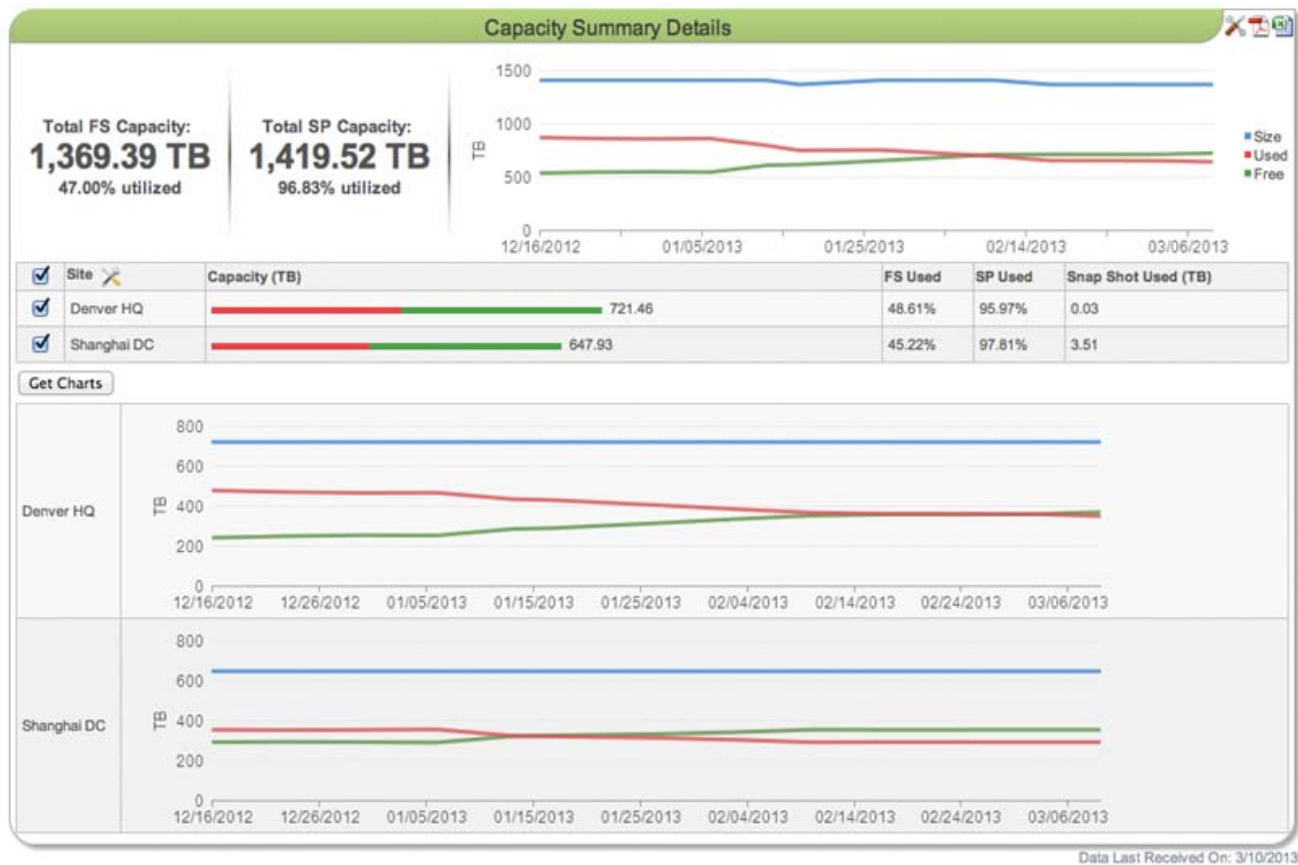 Capacity Summary Details
Total FS Capacity:
1,369.39 TB
47.00% utilized
Total SP Capacity:
1,419.52 TB
96.83% utilized
TB
1500
1000
500
0
12/16/2012 01/05/2013 01/25/2013 02/14/2013 03/06/2013
Size
Used
Free
Site Capacity (TB) FS Used SP Used Snap Shot Used (TB)
Denver HQ 721.46 48.61% 95.97% 0.03
Shanghai DC 647.93 45.22% 97.81% 3.51
Get Charts
Denver HQ
TB
800
600
400
200
0
12/16/2012 12/26/2012 01/05/2013 01/15/2013 01/25/2013 02/04/2013 02/14/2013 02/24/2013 03/06/2013
Shanghai DC
TB
800
600
400
200
0
12/16/2012 12/26/2012 01/05/2013 01/15/2013 01/25/2013 02/04/2013 02/14/2013 02/24/2013 03/06/2013
Data Last Received On: 3/10/2013